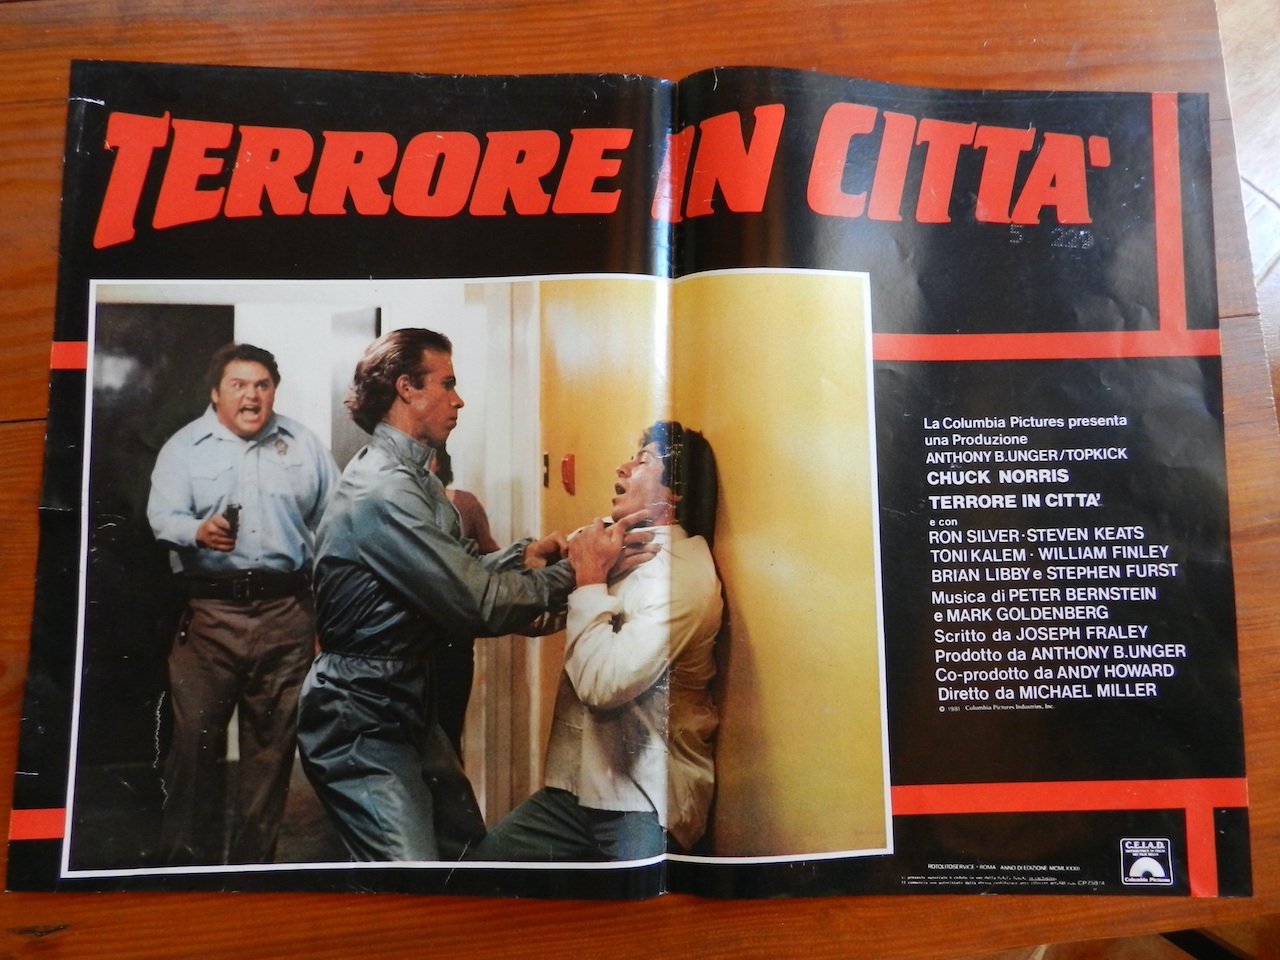 TERRORE IN CITTA'
S 229
La Columbia Pictures presenta
una Produzione
ANTHONY B.UNGER/TOPKICK
CHUCK NORRIS
TERRORE IN CITTA'
e con
RON SILVER·STEVEN KEATS
TONI KALEM·WILLIAM FINLEY
BRIAN LIBBY e STEPHEN FURST
Musica di PETER BERNSTEIN
e MARK GOLDENBERG
Scritto da JOSEPH FRALEY
Prodotto da ANTHONY B.UNGER
Co-prodotto da ANDY HOWARD
Diretto da MICHAEL MILLER
© 1981 Columbia Pictures Industries, Inc.
C.E.I.A.D.
Columbia Pictures
ROTOLITOSERVICE - ROMA ANNO DI EDIZIONE MCMLXXXII